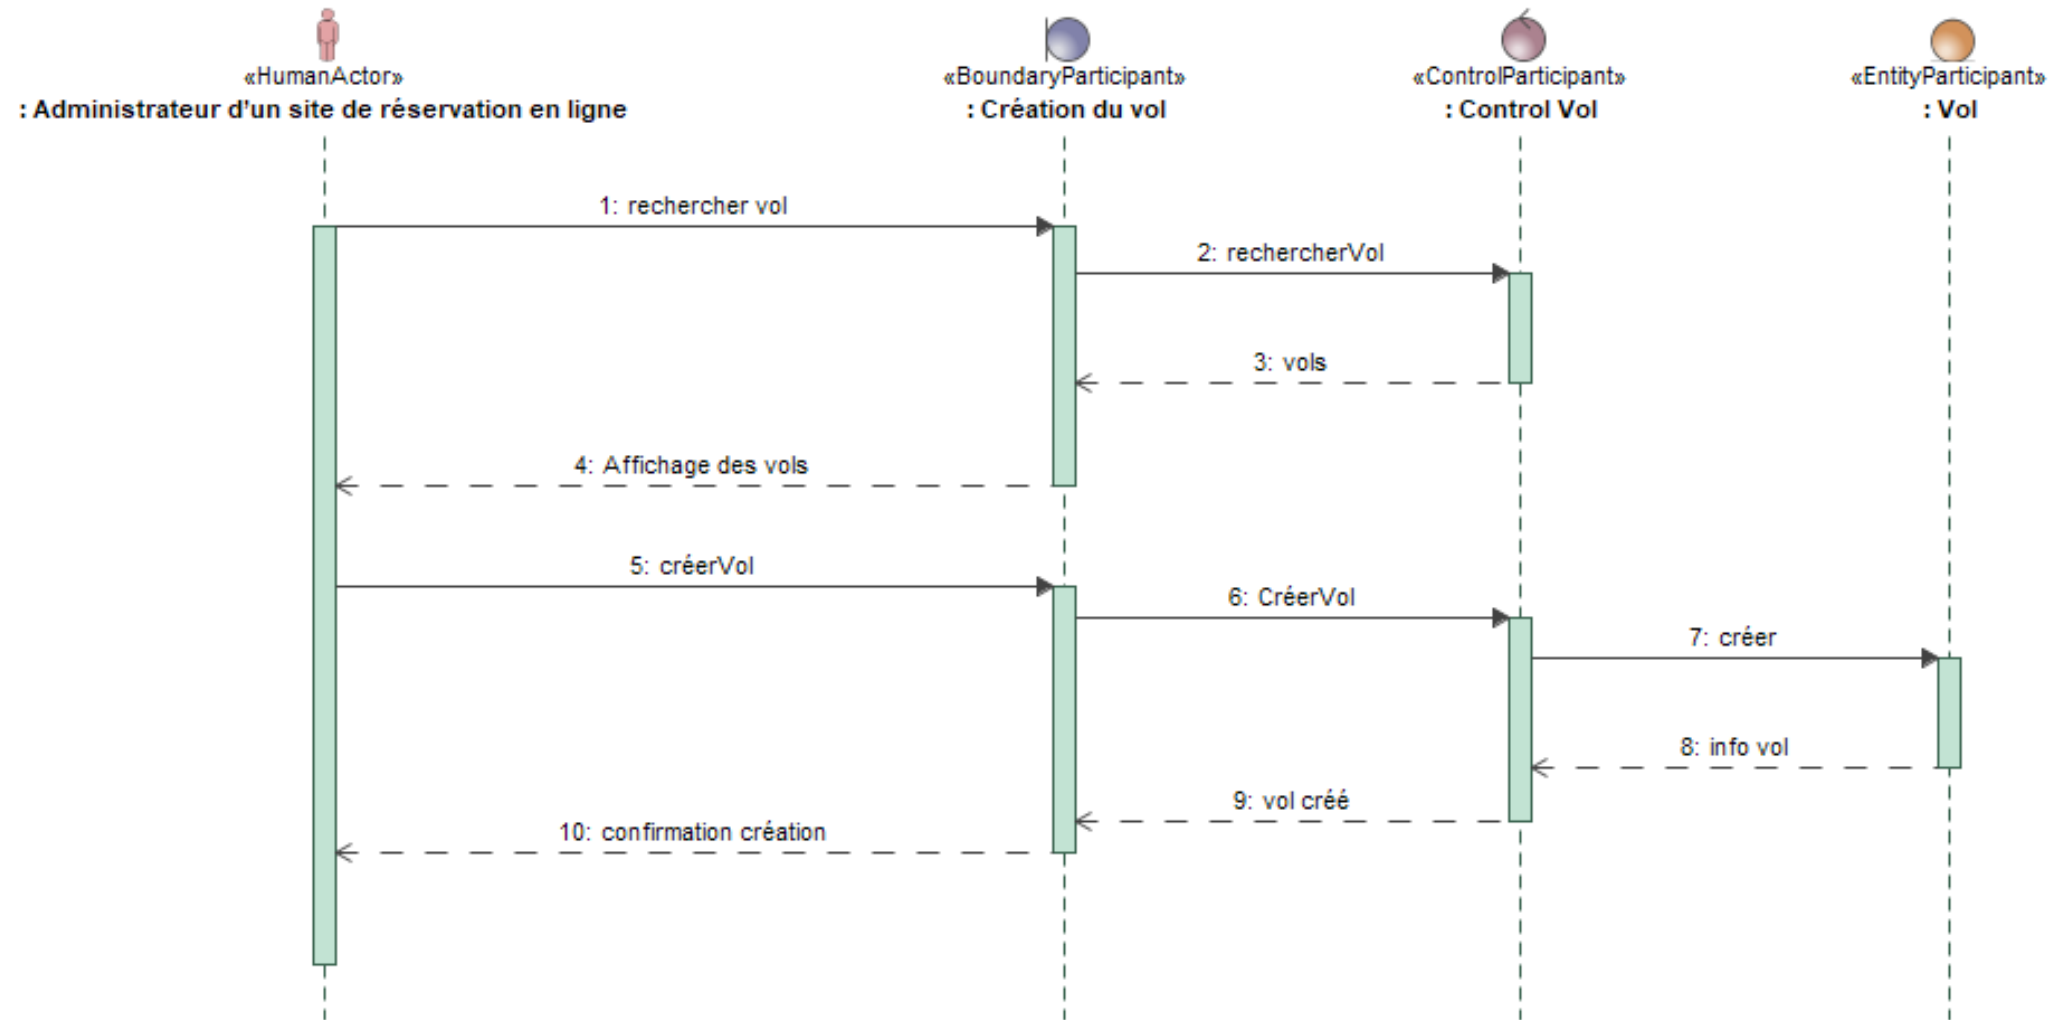 «HumanActor»
: Administrateur d'un site de réservation en ligne
«BoundaryParticipant»
: Création du vol
«ControlParticipant»
: Control Vol
«EntityParticipant»
: Vol
1: rechercher vol
2: rechercherVol
3: vols
4: Affichage des vols
5: créerVol
6: CréerVol
7: créer
8: info vol
9: vol créé
10: confirmation création